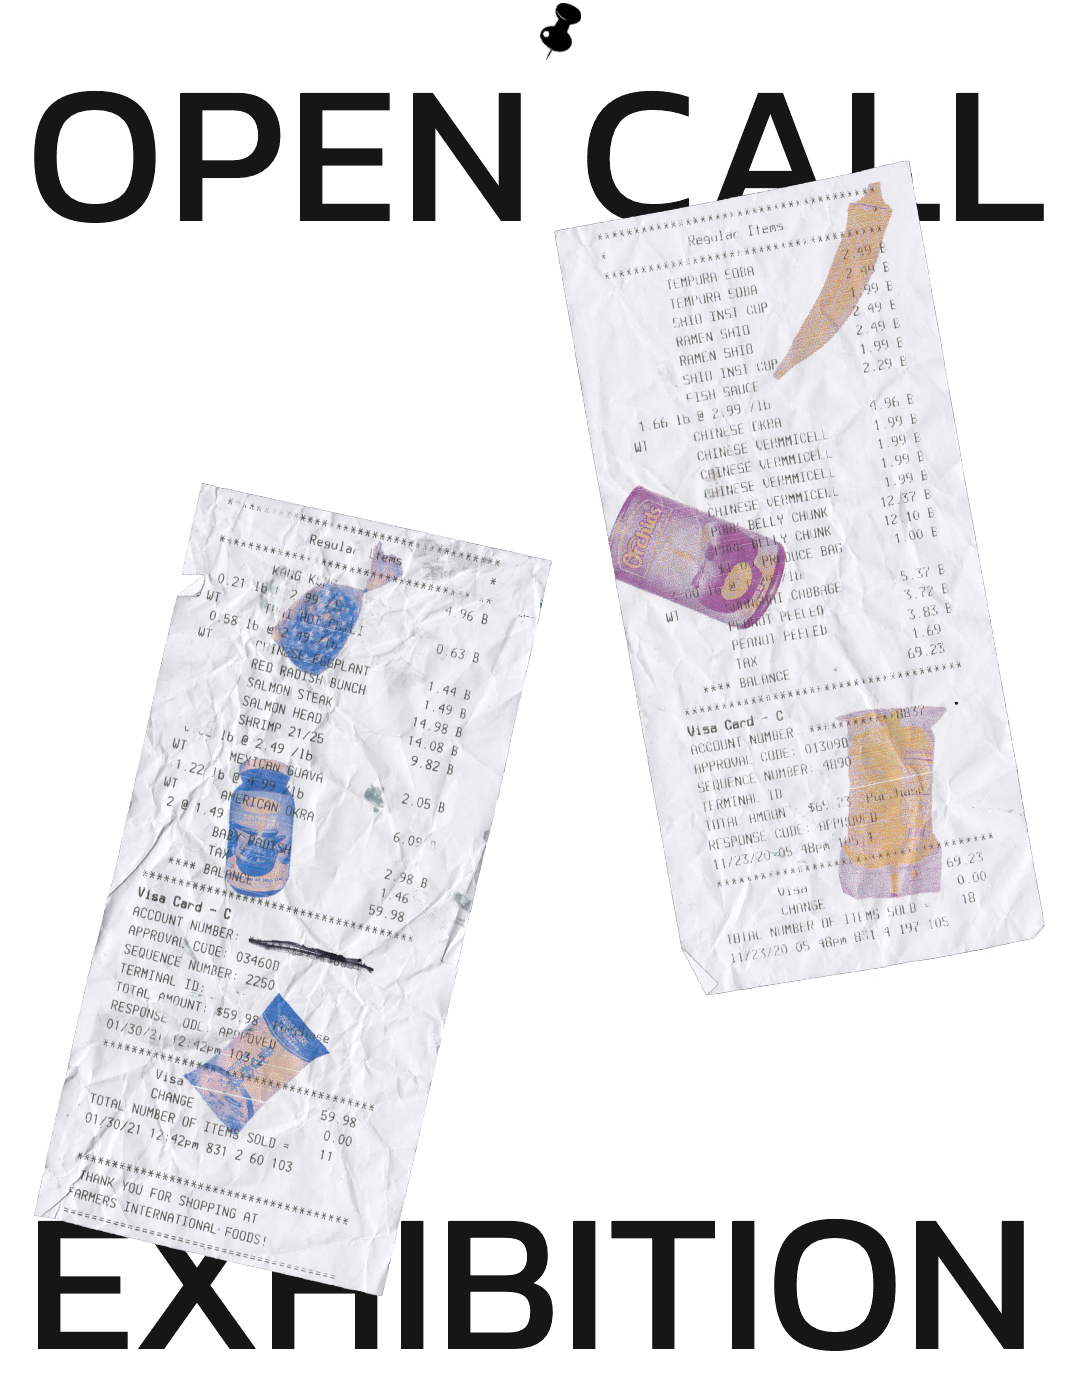 OPEN CALL
****************************************
Regular Items
*
****************************************
TEMPURA SOBA 2.49 B
TEMPURA SOBA 2.49 B
SHIO INST CUP 1.99 B
RAMEN SHIO 2.49 B
RAMEN SHIO 2.49 B
SHIO INST CUP 1.99 B
FISH SAUCE 2.29 B
1.66 lb @ 2.99 /lb
WT CHINESE OKRA 4.96 B
CHINESE VERMMICELL 1.99 B
CHINESE VERMMICELL 1.99 B
CHINESE VERMMICELL 1.99 B
CHINESE VERMMICELL 1.99 B
PORK BELLY CHUNK 12.37 B
PORK BELLY CHUNK 12.10 B
PRODUCE BAG 1.00 B
Orchids
/lb
WT CABBAGE 5.37 B
PEANUT PEELED 3.72 B
PEANUT PEELED 3.83 B
TAX 1.69
**** BALANCE 69.23
****************************************
Visa Card - C
ACCOUNT NUMBER: 8837
APPROVAL CODE: 01309D
SEQUENCE NUMBER: 4890
TERMINAL ID
TOTAL AMOUN $69.23 Purchase
RESPONSE CODE: APPROVED
11/23/20 05 48pm 105 1
****************************************
Visa 69.23
CHANGE 0.00
TOTAL NUMBER OF ITEMS SOLD = 18
11/23/20 05 48pm 831 4 197 105
****************************************
Regular Items
*
****************************************
KANG KONG 4.96 B
0.21 lb @ 2.99 /lb
WT THAI HOT CHILI 0.63 B
0.58 lb @ 2.49 /lb
WT CHINESE EGGPLANT 1.44 B
RED RADISH BUNCH 1.49 B
SALMON STEAK 14.98 B
SALMON HEAD 14.08 B
SHRIMP 21/25 9.82 B
lb @ 2.49 /lb
WT MEXICAN GUAVA 2.05 B
1.22 lb @ 4.99 lb
WT AMERICAN OKRA 6.09 B
2 @ 1.49
BABY RADISH 2.98 B
TAX 1.46
**** BALANCE 59.98
****************************************
Visa Card - C
ACCOUNT NUMBER:
APPROVAL CODE: 03460D
SEQUENCE NUMBER: 2250
TERMINAL ID:
TOTAL AMOUNT: $59.98
RESPONSE ODE: APPROVED
01/30/21 12:42pm 103 2
****************************************
Visa 59.98
CHANGE 0.00
TOTAL NUMBER OF ITEMS SOLD = 11
01/30/21 12:42pm 831 2 60 103
****************************************
THANK YOU FOR SHOPPING AT
FARMERS INTERNATIONAL FOODS!
========================================
EXHIBITION